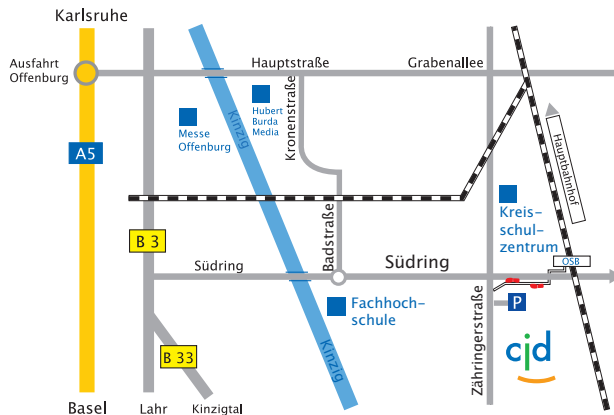 Karlsruhe
Ausfahrt
Offenburg
Hauptstraße
Grabenallee
Kinzig
Messe
Offenburg
Hubert
Burda
Media
Kronenstraße
A5
Hauptbahnhof
Kreis-
schul-
zentrum
B 3
Badstraße
Südring
Südring
OSB
Fachhoch-
schule
P
Zähringerstraße
cjd
B 33
Kinzig
Basel
Lahr
Kinzigtal